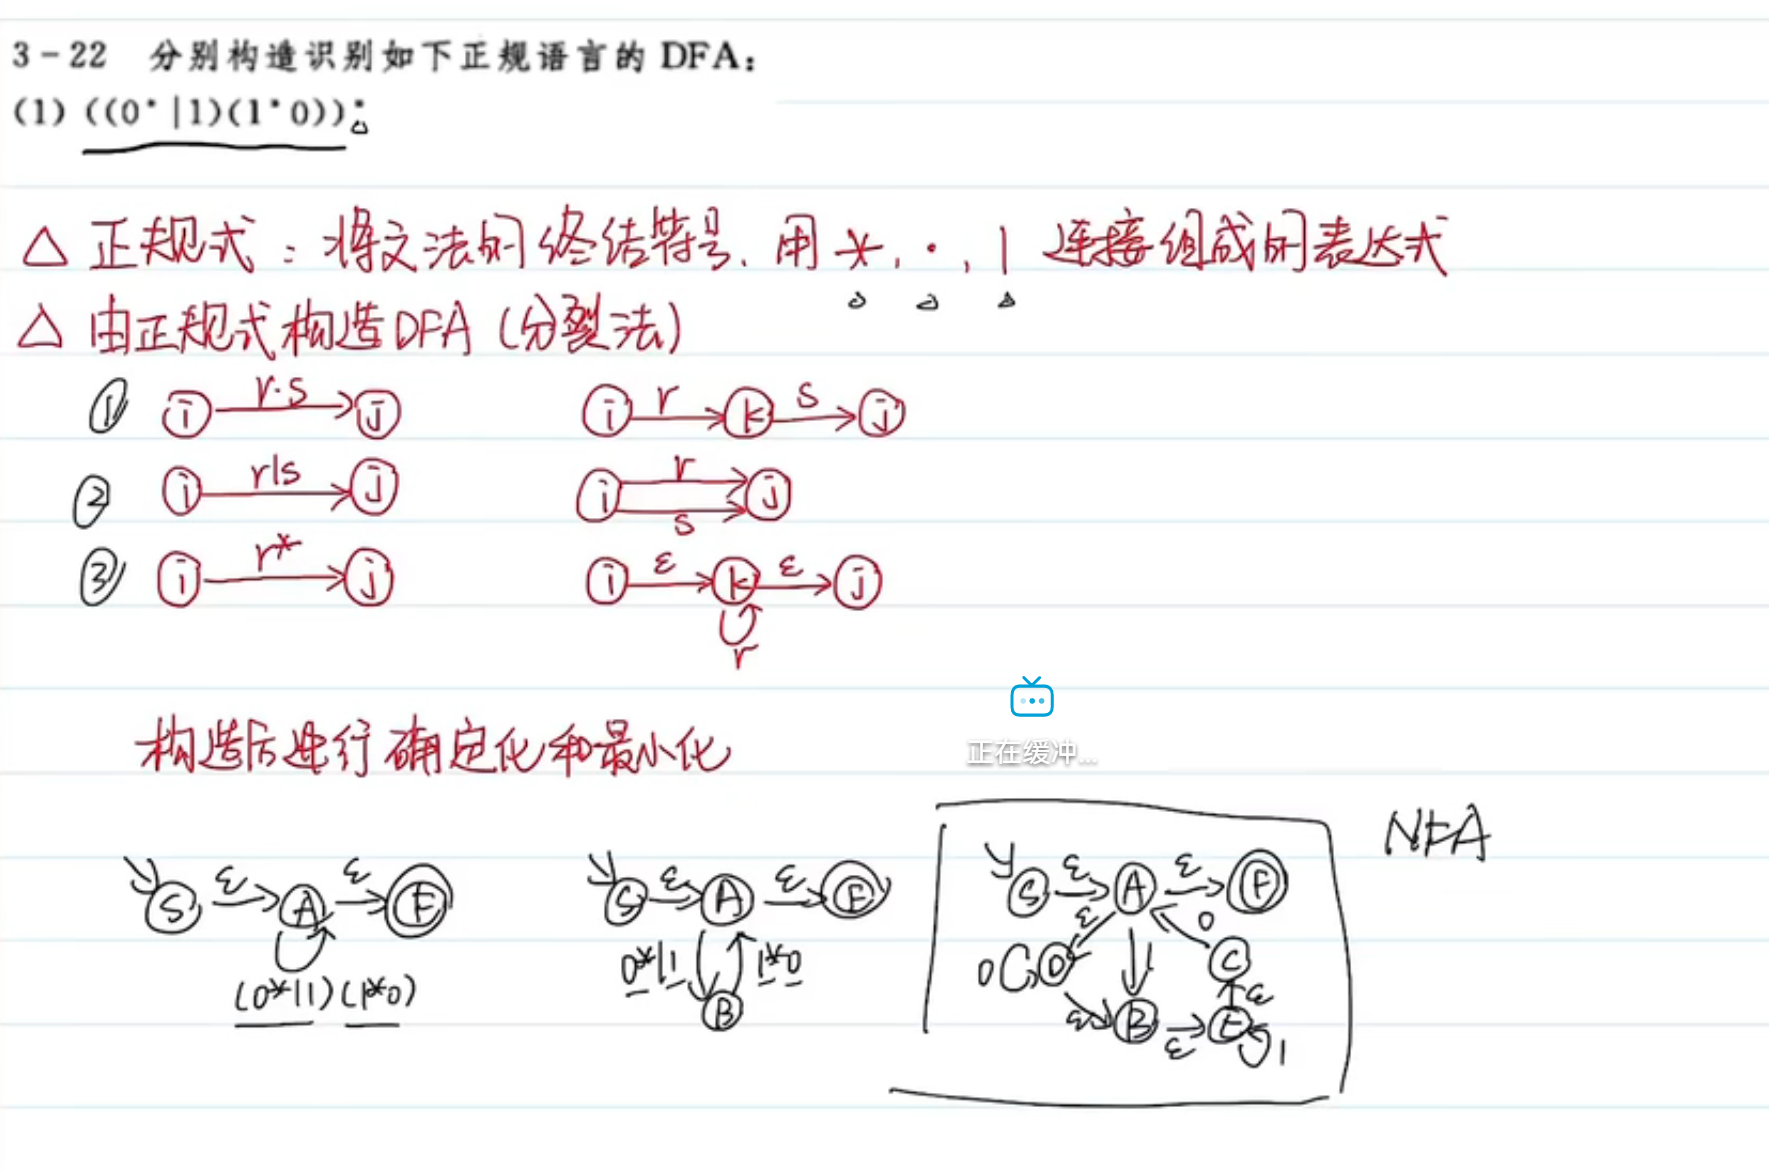 3-22 分别构造识别如下正规语言的 DFA:
(1) ((0*|1)(1*0))*
△ 正规式:将文法的终结符号、用 *, ·, | 连接组成的表达式
△ 由正规式构造DFA (分裂法)
① i r·s j i r k s j
② i r|s j i r s j
③ i r* j i ε k ε j r
正在缓冲...
构造后进行确定化和最小化
NFA
S ε A ε F (0*|1)(1*0)
S ε A ε F 0*|1 1*0 B
S ε A ε F ε 0 0 D 1 C ε ε B ε E 1